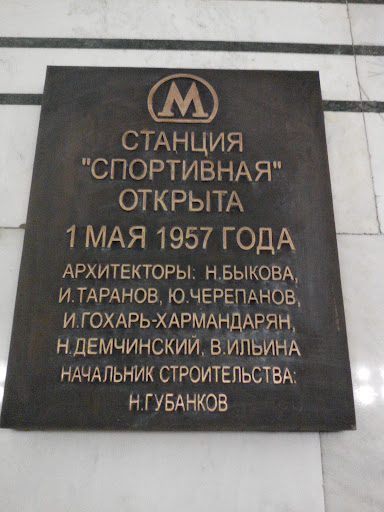 М
СТАНЦИЯ
"СПОРТИВНАЯ"
ОТКРЫТА
1 МАЯ 1957 ГОДА
АРХИТЕКТОРЫ: Н.БЫКОВА,
И.ТАРАНОВ, Ю.ЧЕРЕПАНОВ,
И.ГОХАРЬ-ХАРМАНДАРЯН,
Н.ДЕМЧИНСКИЙ, В.ИЛЬИНА
НАЧАЛЬНИК СТРОИТЕЛЬСТВА:
Н.ГУБАНКОВ